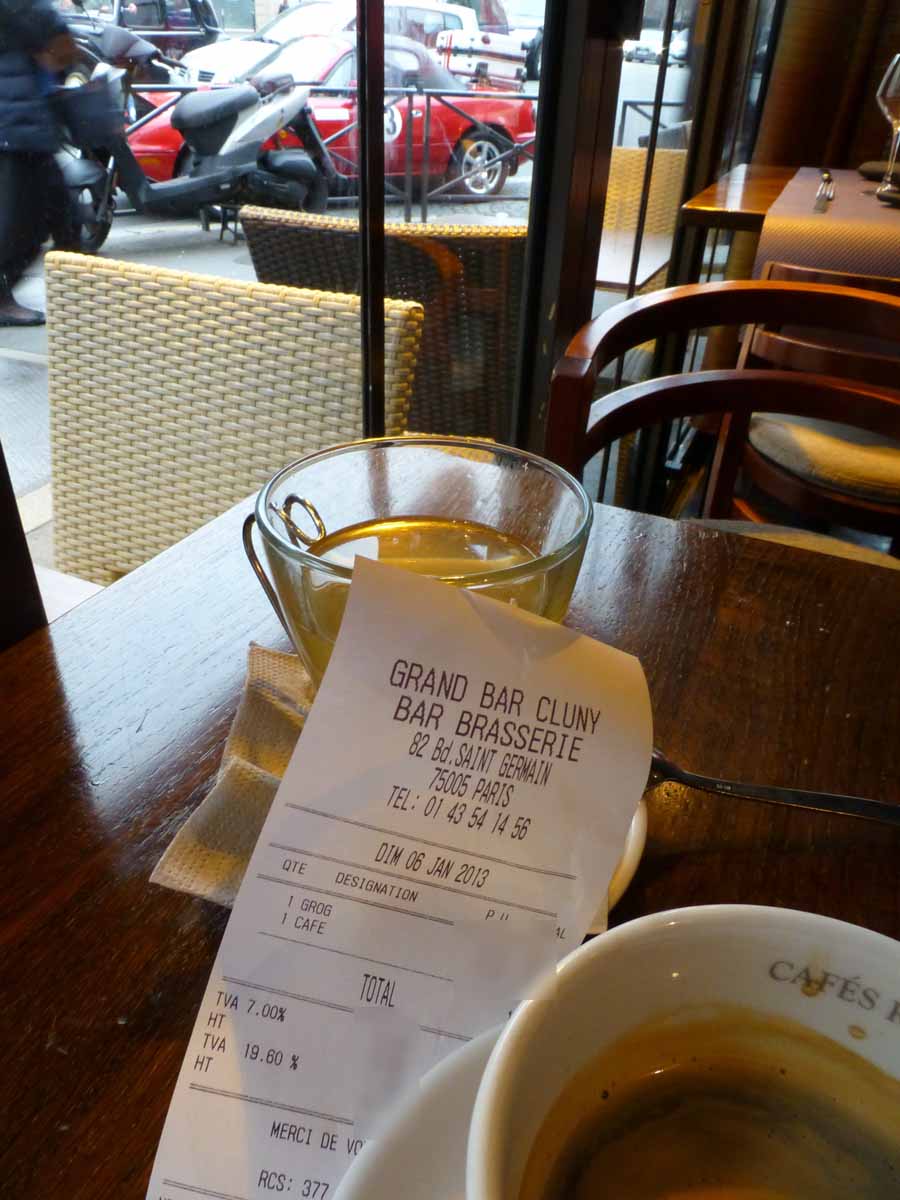 3
GRAND BAR CLUNY
BAR BRASSERIE
82 Bd.SAINT GERMAIN
75005 PARIS
TEL: 01 43 54 14 56
DIM 06 JAN 2013
QTE DESIGNATION
1 GROG
1 CAFE
TOTAL
TVA 7.00%
HT
TVA 19.60 %
HT
MERCI DE
RCS: 377
CAFÉS